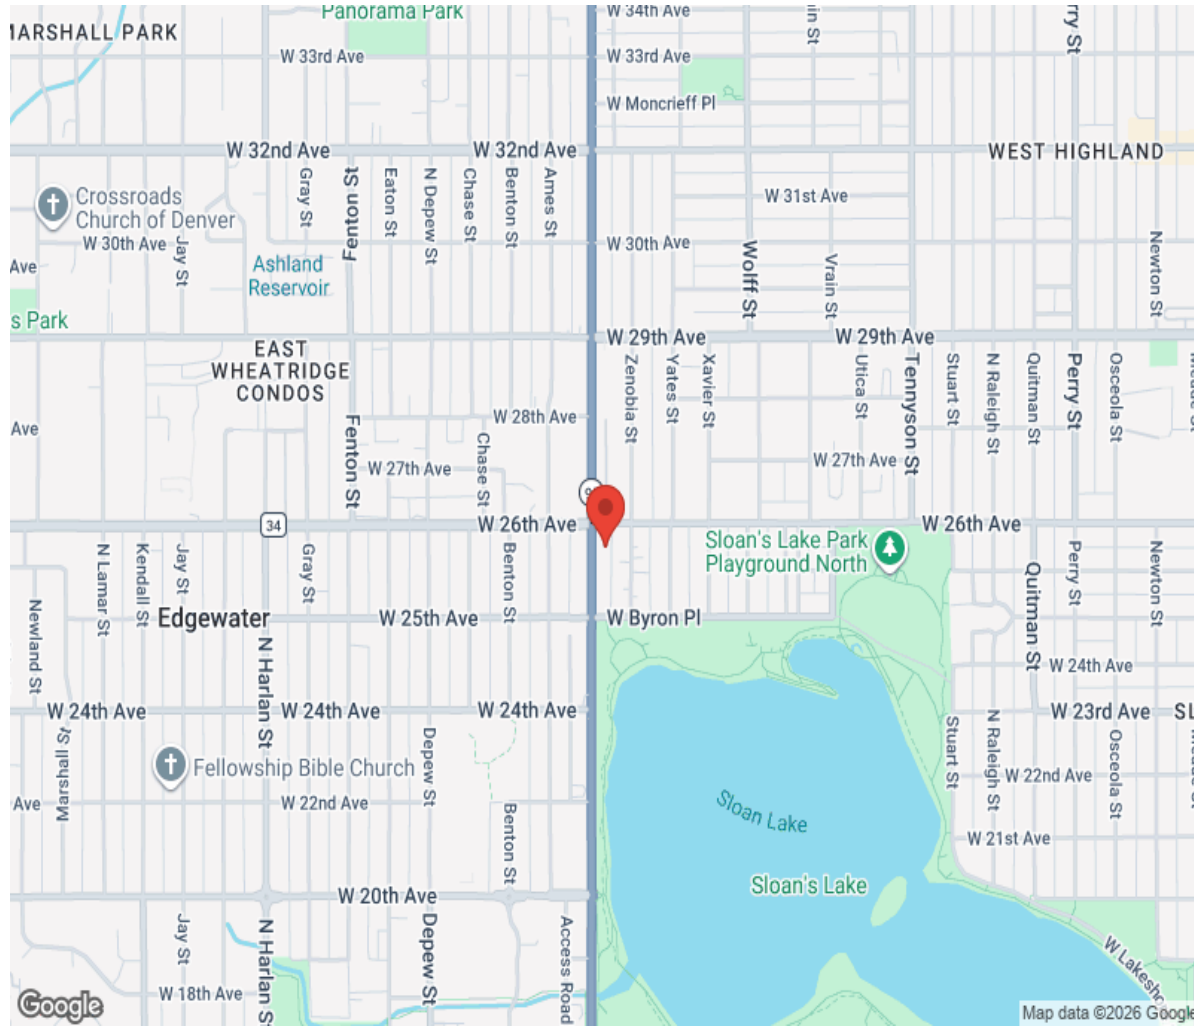 Panorama Park
W 34th Ave
MARSHALL PARK
W 33rd Ave
W 33rd Ave
W Moncrieff Pl
W 32nd Ave
W 32nd Ave
WEST HIGHLAND
Crossroads
Church of Denver
Gray St
Fenton St
Eaton St
N Depew St
Chase St
Benton St
Ames St
W 31st Ave
W 30th Ave
Jay St
W 30th Ave
Wolff St
Vrain St
Newton St
Ave
Ashland
Reservoir
s Park
W 29th Ave
W 29th Ave
EAST
WHEATRIDGE
CONDOS
Zenobia St
Yates St
Xavier St
Utica St
Tennyson St
Stuart St
N Raleigh St
Quitman St
Perry St
Osceola St
Ave
Fenton St
W 28th Ave
Chase St
W 27th Ave
W 27th Ave
34
W 26th Ave
W 26th Ave
Sloan's Lake Park
Playground North
N Lamar St
Kendall St
Jay St
Gray St
Benton St
Quitman St
Perry St
Newton St
Newland St
Edgewater
W 25th Ave
W Byron Pl
N Harlan St
W 24th Ave
W 24th Ave
W 24th Ave
W 24th Ave
W 23rd Ave
SL
Marshall St
Fellowship Bible Church
Depew St
Stuart St
N Raleigh St
Osceola St
W 22nd Ave
Ave
W 22nd Ave
Benton St
Sloan Lake
W 21st Ave
W 20th Ave
Sloan's Lake
Jay St
N Harlan St
Depew St
Access Road
W 18th Ave
W Lakesho
Google
Map data ©2026 Google